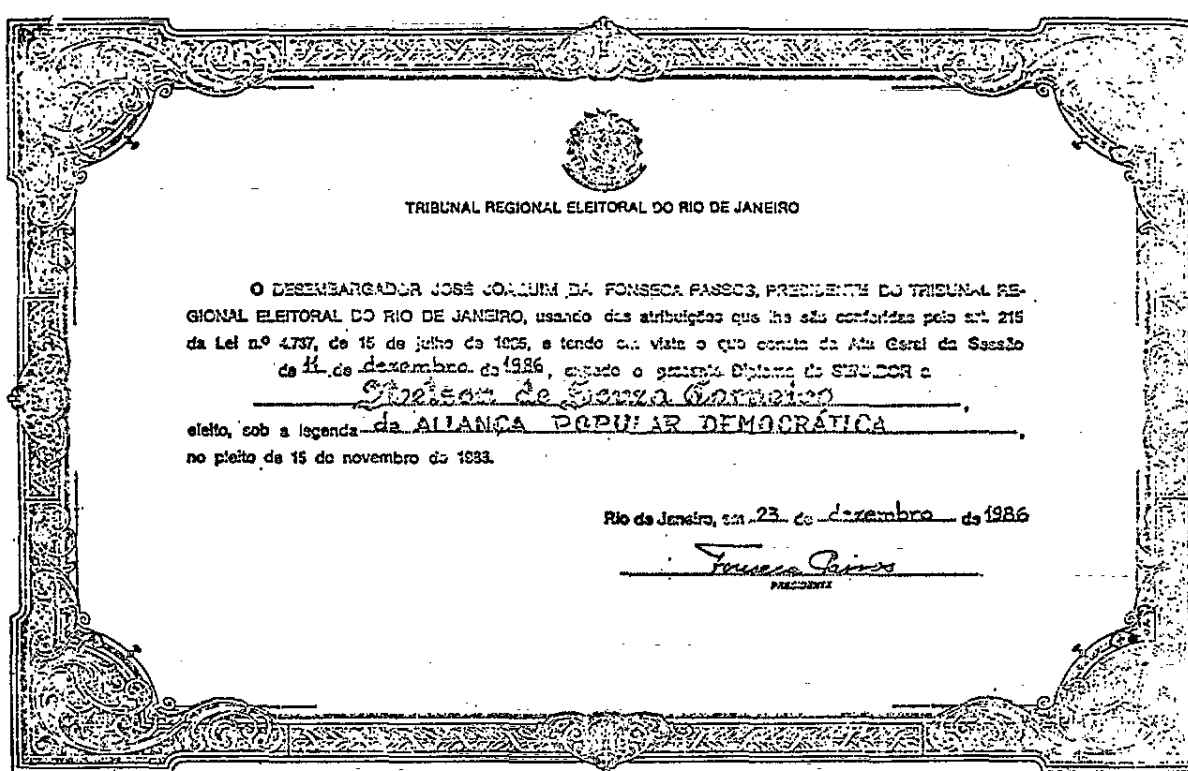 TRIBUNAL REGIONAL ELEITORAL DO RIO DE JANEIRO
O DESEMBARGADOR JOSÉ JOAQUIM DA FONSECA PASSOS, PRESIDENTE DO TRIBUNAL RE-
GIONAL ELEITORAL DO RIO DE JANEIRO, usando das atribuições que lhe são conferidas pelo art. 215
da Lei n.º 4.737, de 15 de julho de 1965, e tendo em vista o que consta da Ata Geral da Sessão
de 11 de dezembro de 1986, expede o presente Diploma de SENADOR a
Nelson de Souza Carneiro,
eleito, sob a legenda da ALIANÇA POPULAR DEMOCRÁTICA,
no pleito de 15 de novembro de
Rio de Janeiro, em 23 de dezembro de 1986
Fonseca Passos
PRESIDENTE